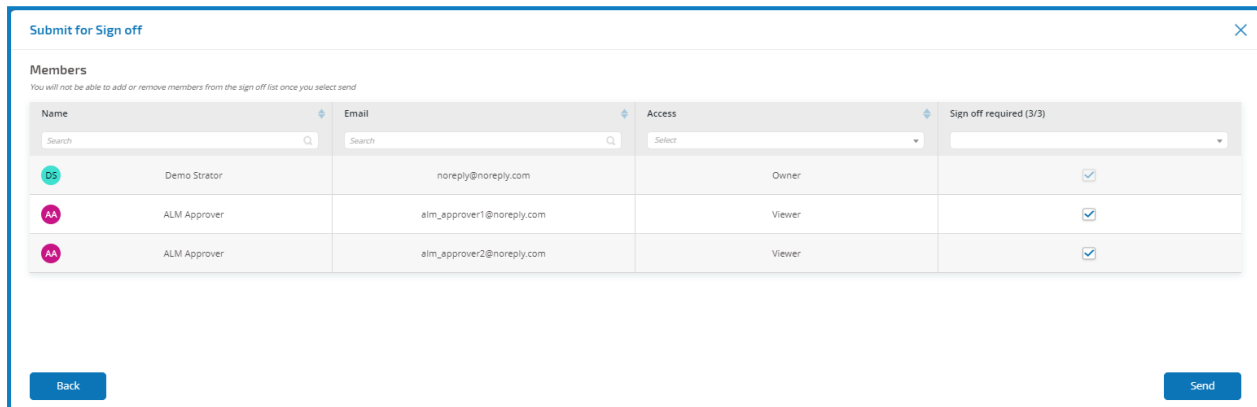 Submit for Sign off
Members
You will not be able to add or remove members from the sign off list once you select send
Name Email Access Sign off required (3/3)
Search Search Select
DS Demo Strator noreply@noreply.com Owner
AA ALM Approver alm_approver1@noreply.com Viewer
AA ALM Approver alm_approver2@noreply.com Viewer
Back Send